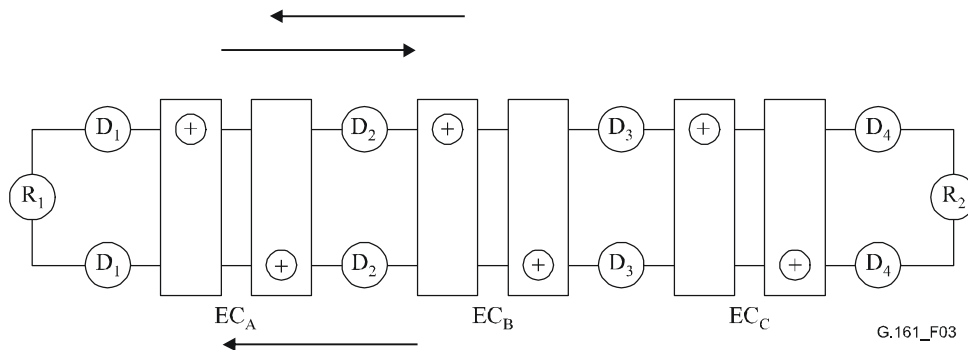 D1 + D2 + D3 + D4
R1 R2
D1 + D2 + D3 + D4
ECA ECB ECC
G.161_F03